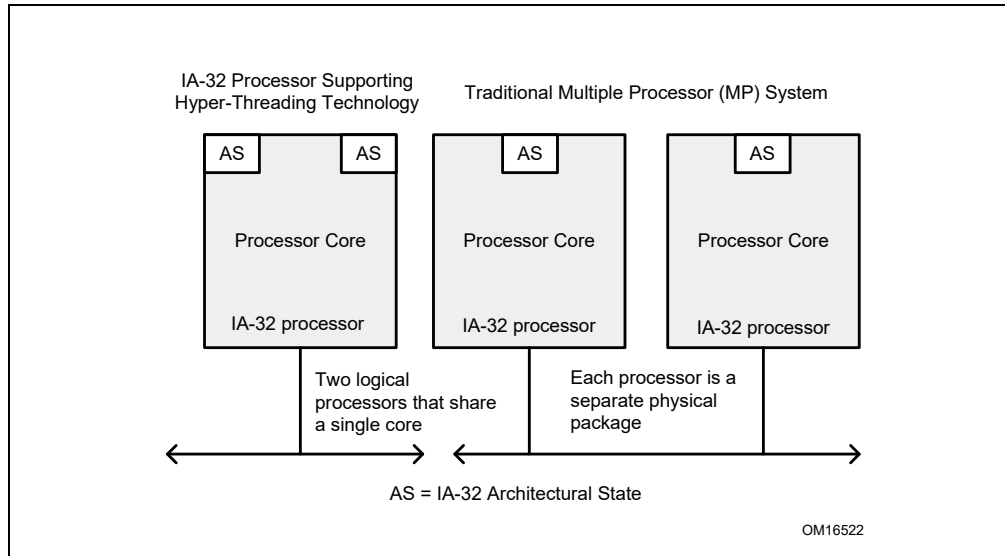 IA-32 Processor Supporting
Hyper-Threading Technology
Traditional Multiple Processor (MP) System
AS
AS
AS
AS
Processor Core
Processor Core
Processor Core
IA-32 processor
IA-32 processor
IA-32 processor
Two logical
processors that share
a single core
Each processor is a
separate physical
package
AS = IA-32 Architectural State
OM16522